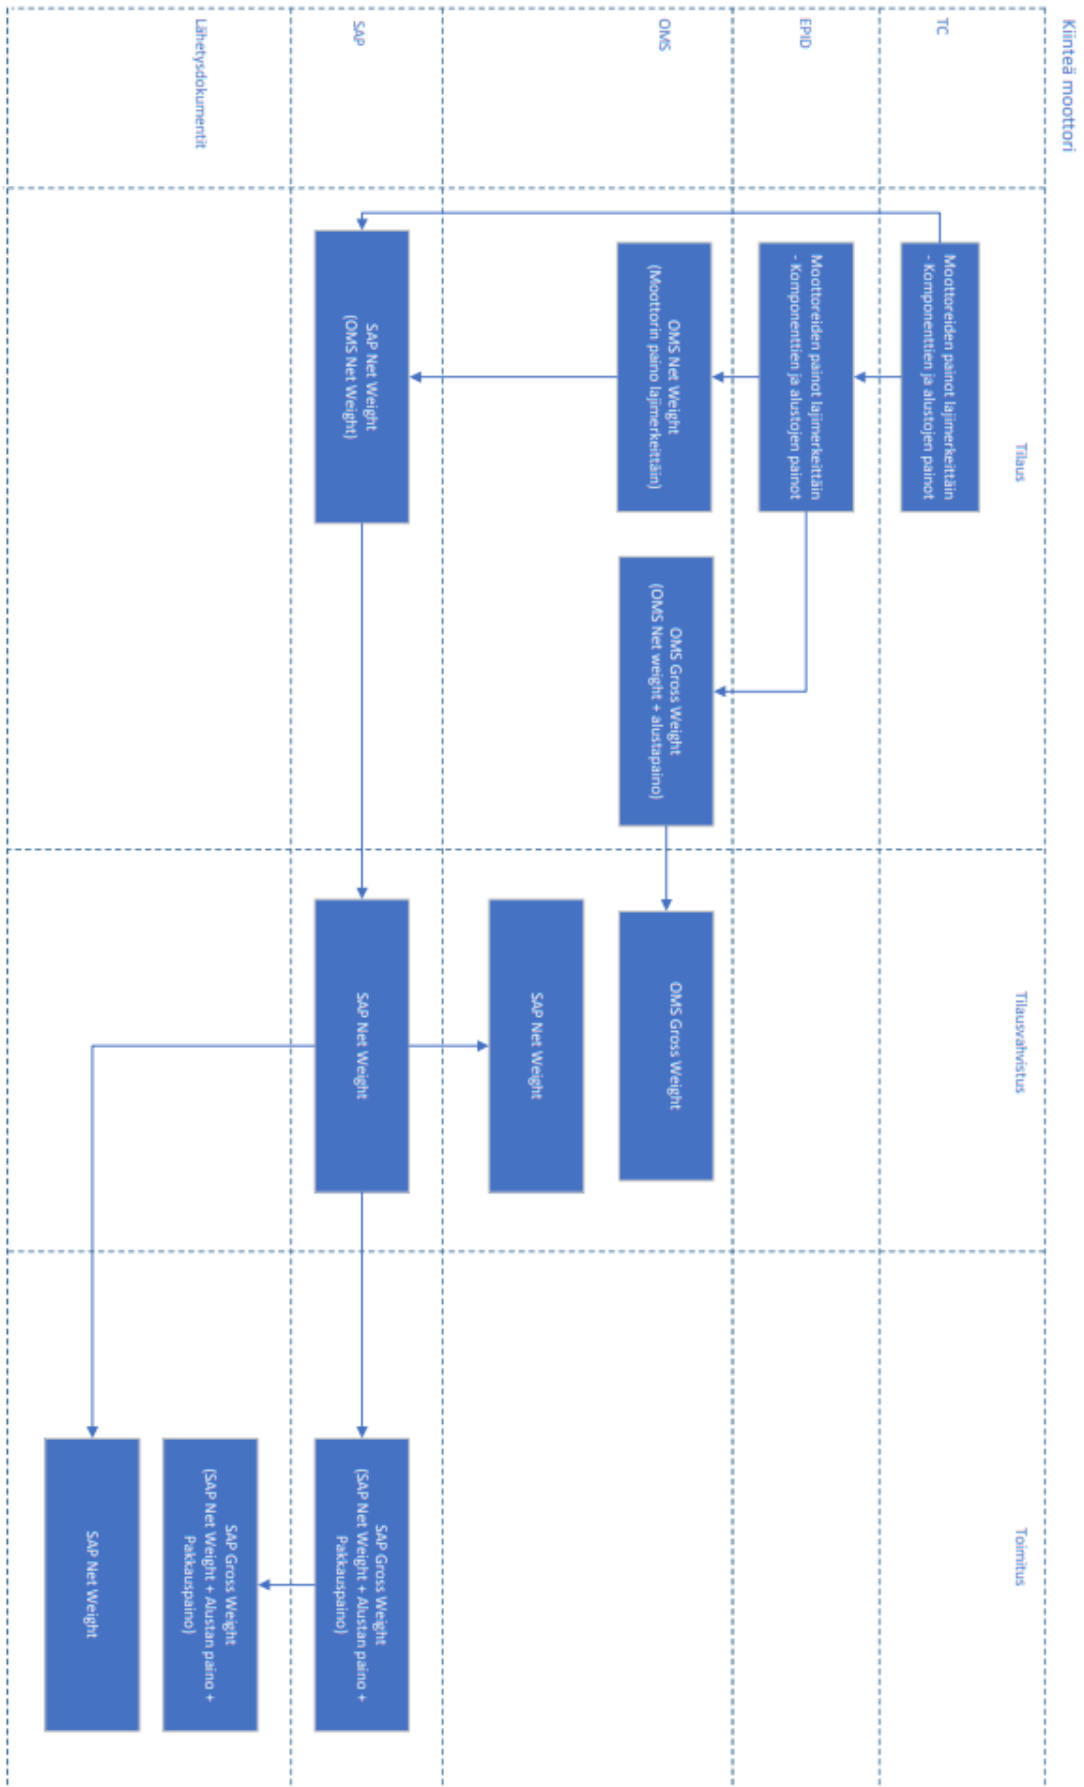 Kiinteä moottori
Tilaus
Tilausvahvistus
Toimitus
TC
Moottoreiden painot lajimerkeittäin
- Komponenttien ja alustojen painot
EPID
Moottoreiden painot lajimerkeittäin
- Komponenttien ja alustojen painot
OMS
OMS Net Weight
(Moottorin paino lajimerkeittäin)
OMS Gross Weight
(OMS Net weight + alustapaino)
OMS Gross Weight
SAP Net Weight
SAP
SAP Net Weight
(OMS Net Weight)
SAP Net Weight
SAP Gross Weight
(SAP Net Weight + Alustan paino +
Pakkauspaino)
Lähetysdokumentit
SAP Gross Weight
(SAP Net Weight + Alustan paino +
Pakkauspaino)
SAP Net Weight